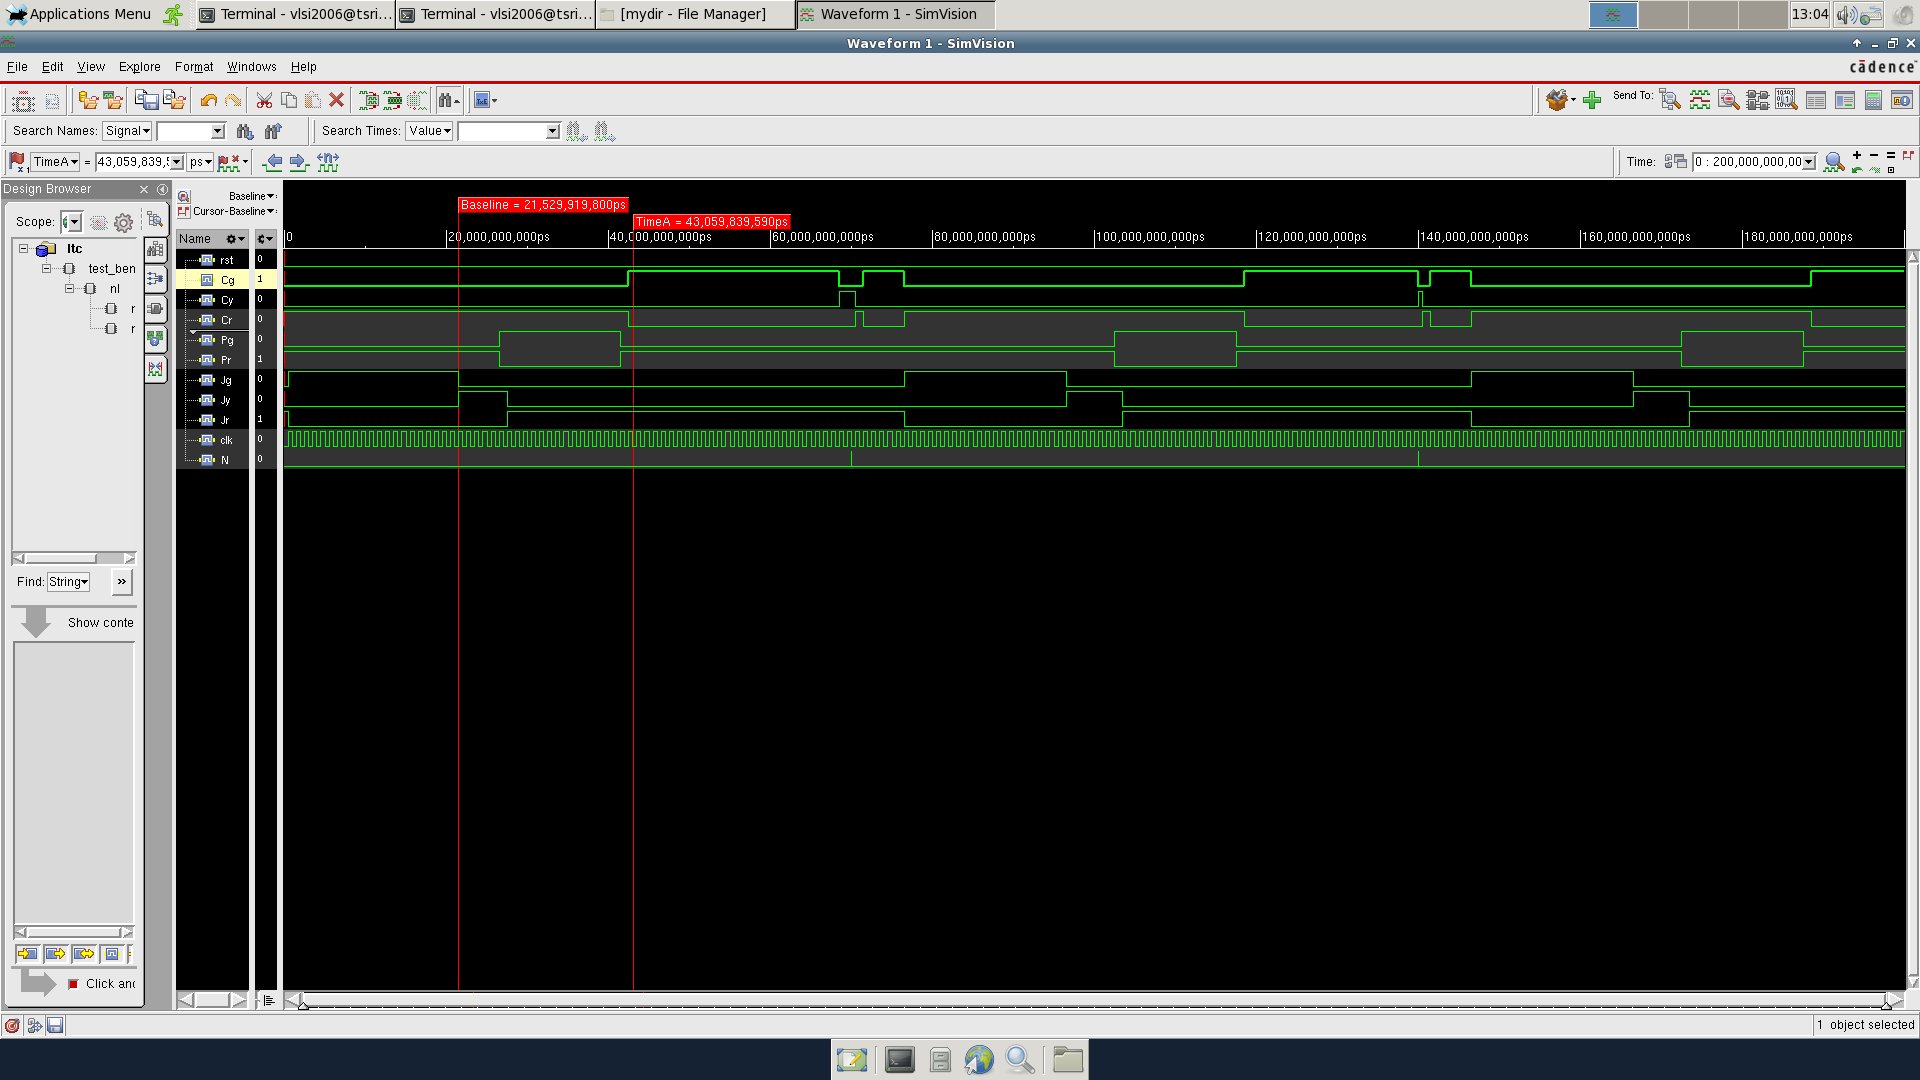 Applications Menu
Terminal - vlsi2006@tsri...
Terminal - vlsi2006@tsri...
[mydir - File Manager]
Waveform 1 - SimVision
13:04
Waveform 1 - SimVision
File Edit View Explore Format Windows Help
cādence
Send To:
Search Names: Signal
Search Times: Value
TimeA = 43,059,839,5 ps
Time: 0 : 200,000,000,00
Design Browser
Baseline
Cursor-Baseline
Scope:
Baseline = 21,529,919,800ps
TimeA = 43,059,839,590ps
Name
0 20,000,000,000ps 40,000,000,000ps 60,000,000,000ps 80,000,000,000ps 100,000,000,000ps 120,000,000,000ps 140,000,000,000ps 160,000,000,000ps 180,000,000,000ps
ltc
test_ben
nl
r
r
rst 0
Cg 1
Cy 0
Cr 0
Pg 0
Pr 1
Jg 0
Jy 0
Jr 1
clk 0
N 0
Find: String »
Show conte
Click and
1 object selected